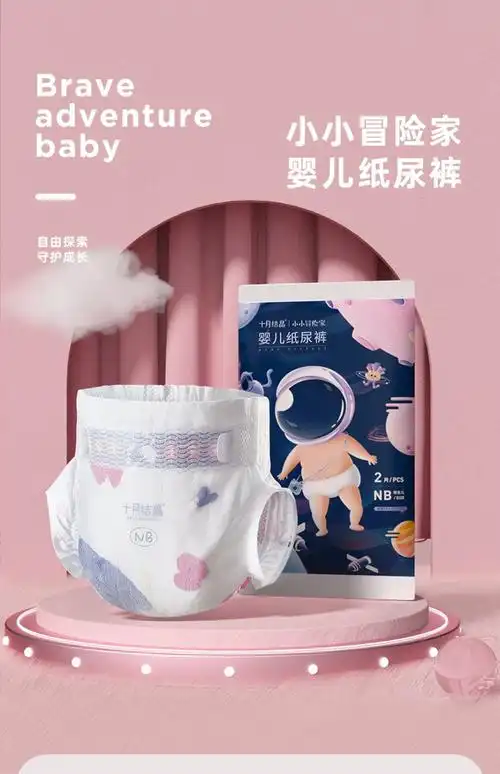 Brave
adventure
baby
小小冒险家
婴儿纸尿裤
自由探索
守护成长
十月结晶®|小小冒险家
婴儿纸尿裤
2片/PCS
NB
十月结晶
NB